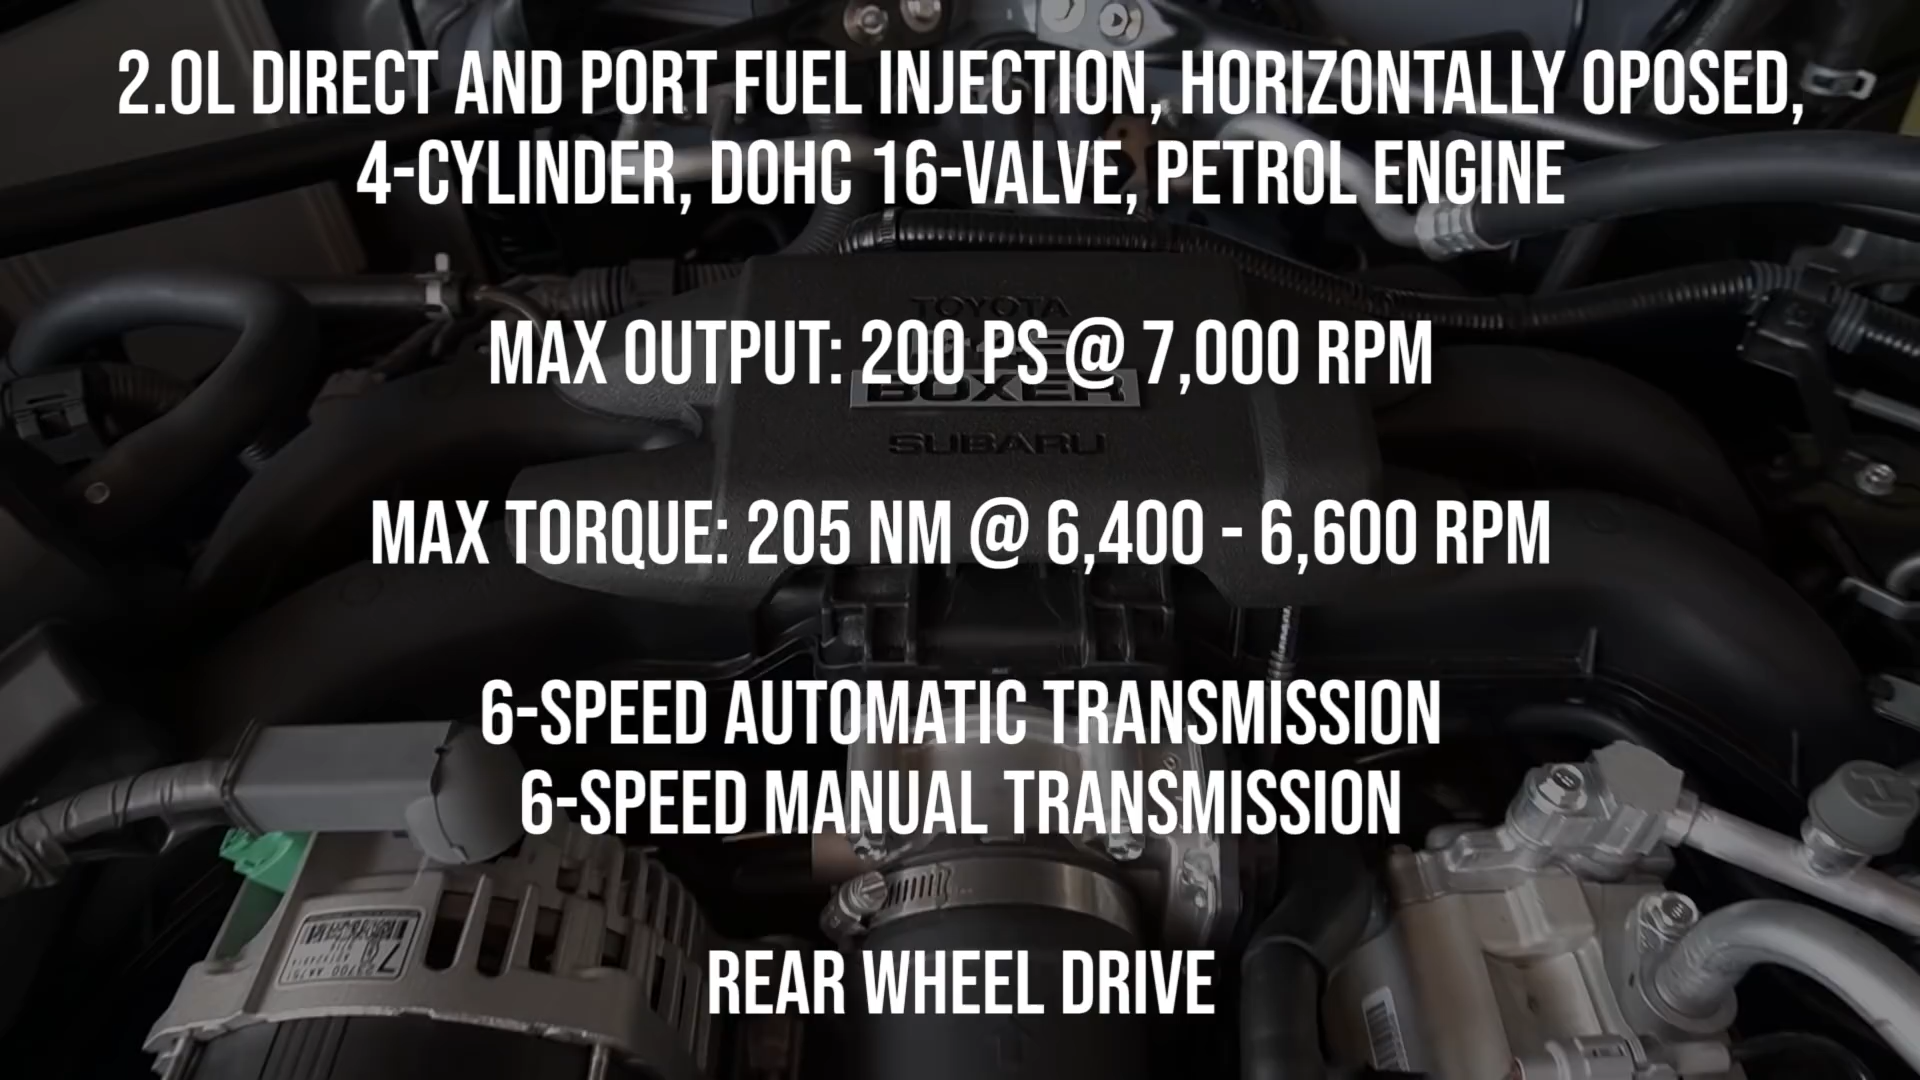 2.0L DIRECT AND PORT FUEL INJECTION, HORIZONTALLY OPOSED,
4-CYLINDER, DOHC 16-VALVE, PETROL ENGINE
TOYOTA
MAX OUTPUT: 200 PS @ 7,000 RPM
BOXER
SUBARU
MAX TORQUE: 205 NM @ 6,400 - 6,600 RPM
6-SPEED AUTOMATIC TRANSMISSION
6-SPEED MANUAL TRANSMISSION
REAR WHEEL DRIVE